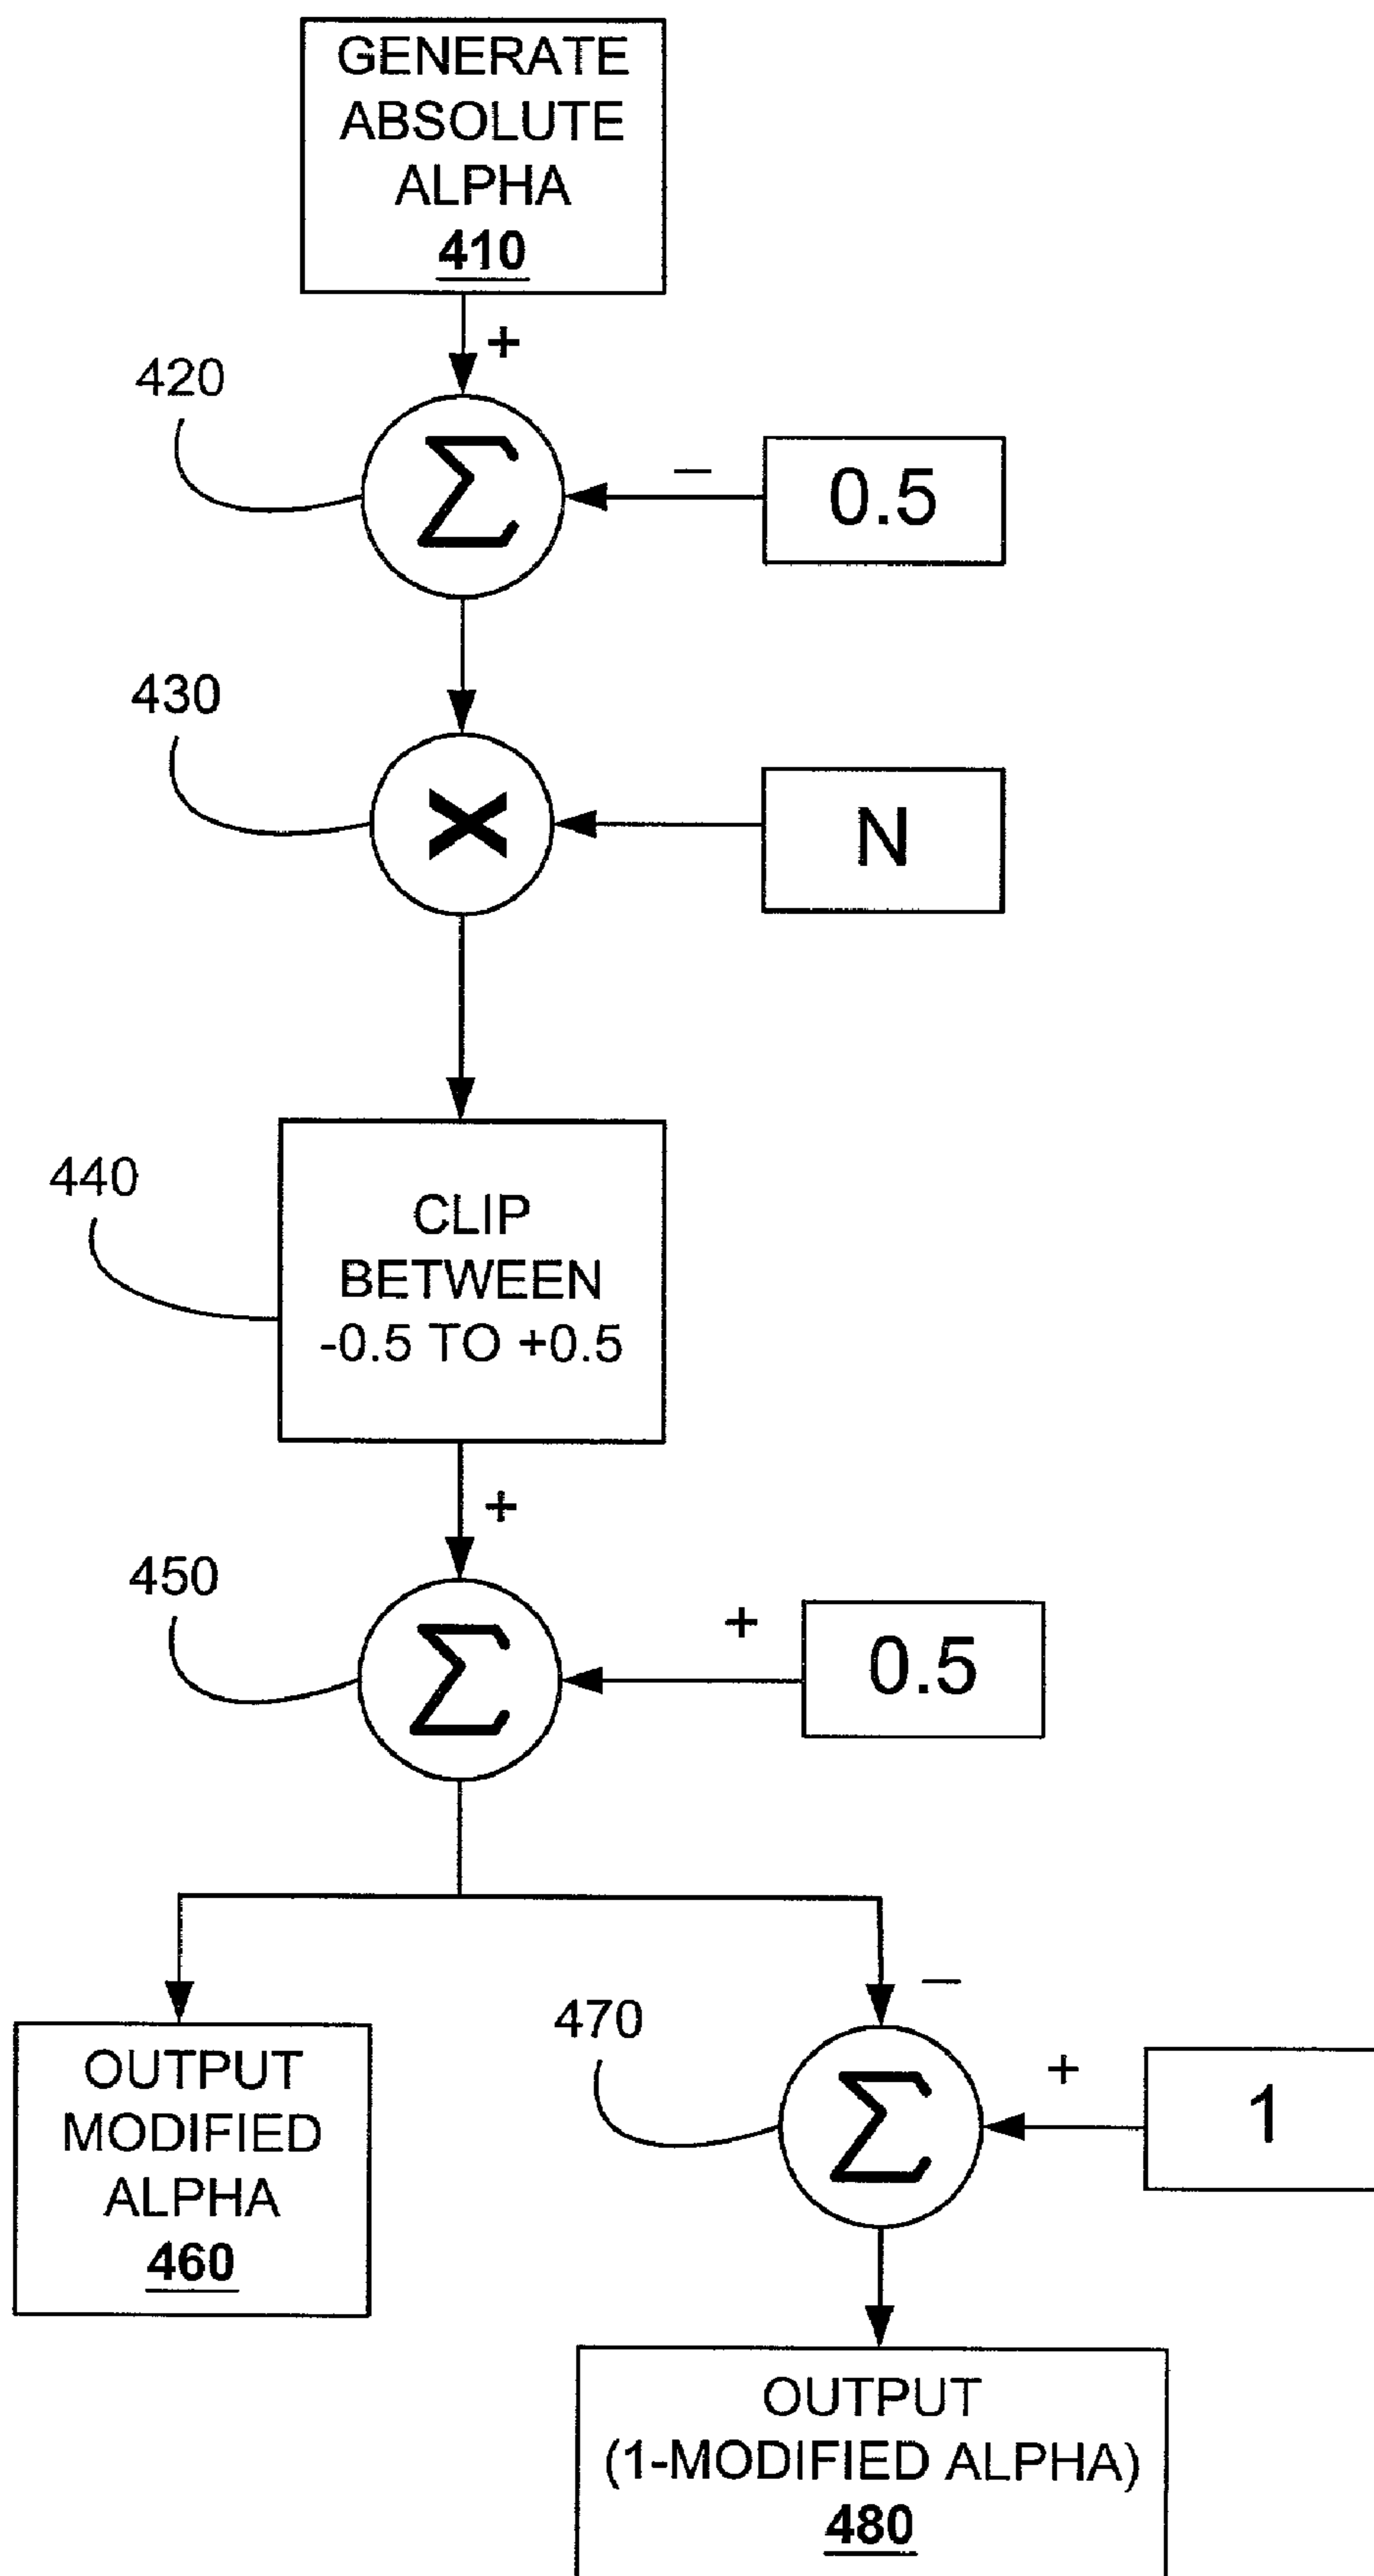 GENERATE
ABSOLUTE
ALPHA
410
+
420
Σ
–
0.5
430
X
N
440
CLIP
BETWEEN
-0.5 TO +0.5
+
450
Σ
+
0.5
–
OUTPUT
MODIFIED
ALPHA
460
470
Σ
+
1
OUTPUT
(1-MODIFIED ALPHA)
480